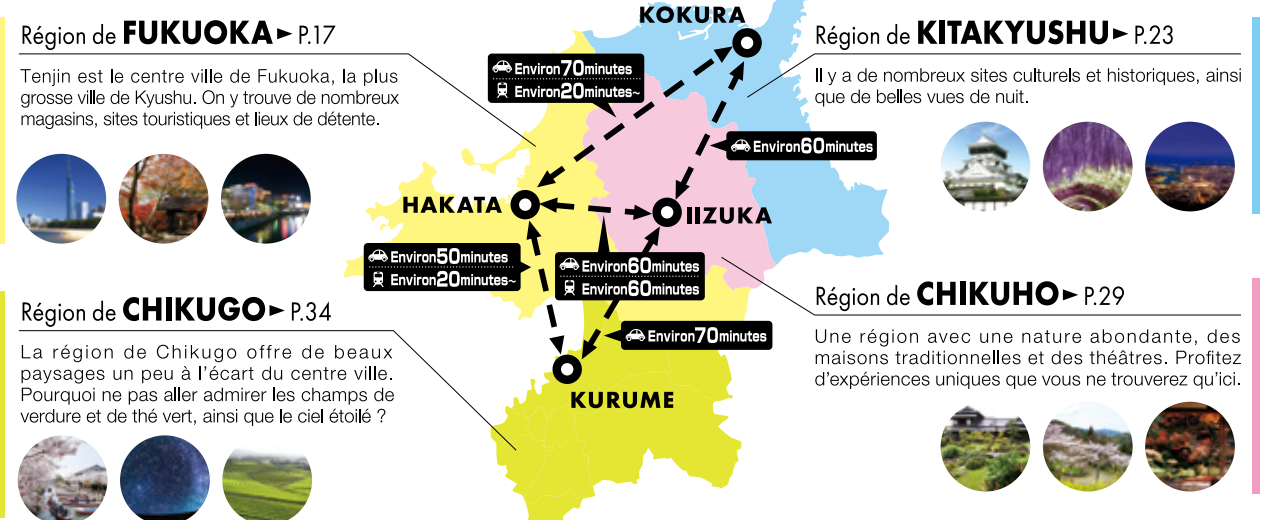 Région de FUKUOKA► P.17
Tenjin est le centre ville de Fukuoka, la plus
grosse ville de Kyushu. On y trouve de nombreux
magasins, sites touristiques et lieux de détente.
Région de CHIKUGO► P.34
La région de Chikugo offre de beaux
paysages un peu à l'écart du centre ville.
Pourquoi ne pas aller admirer les champs de
verdure et de thé vert, ainsi que le ciel étoilé ?
KOKURA
Environ70minutes
Environ20minutes~
Environ60minutes
HAKATA
IIZUKA
Environ50minutes
Environ20minutes~
Environ60minutes
Environ60minutes
Environ70minutes
KURUME
Région de KITAKYUSHU► P.23
Il y a de nombreux sites culturels et historiques, ainsi
que de belles vues de nuit.
Région de CHIKUHO► P.29
Une région avec une nature abondante, des
maisons traditionnelles et des théâtres. Profitez
d'expériences uniques que vous ne trouverez qu'ici.